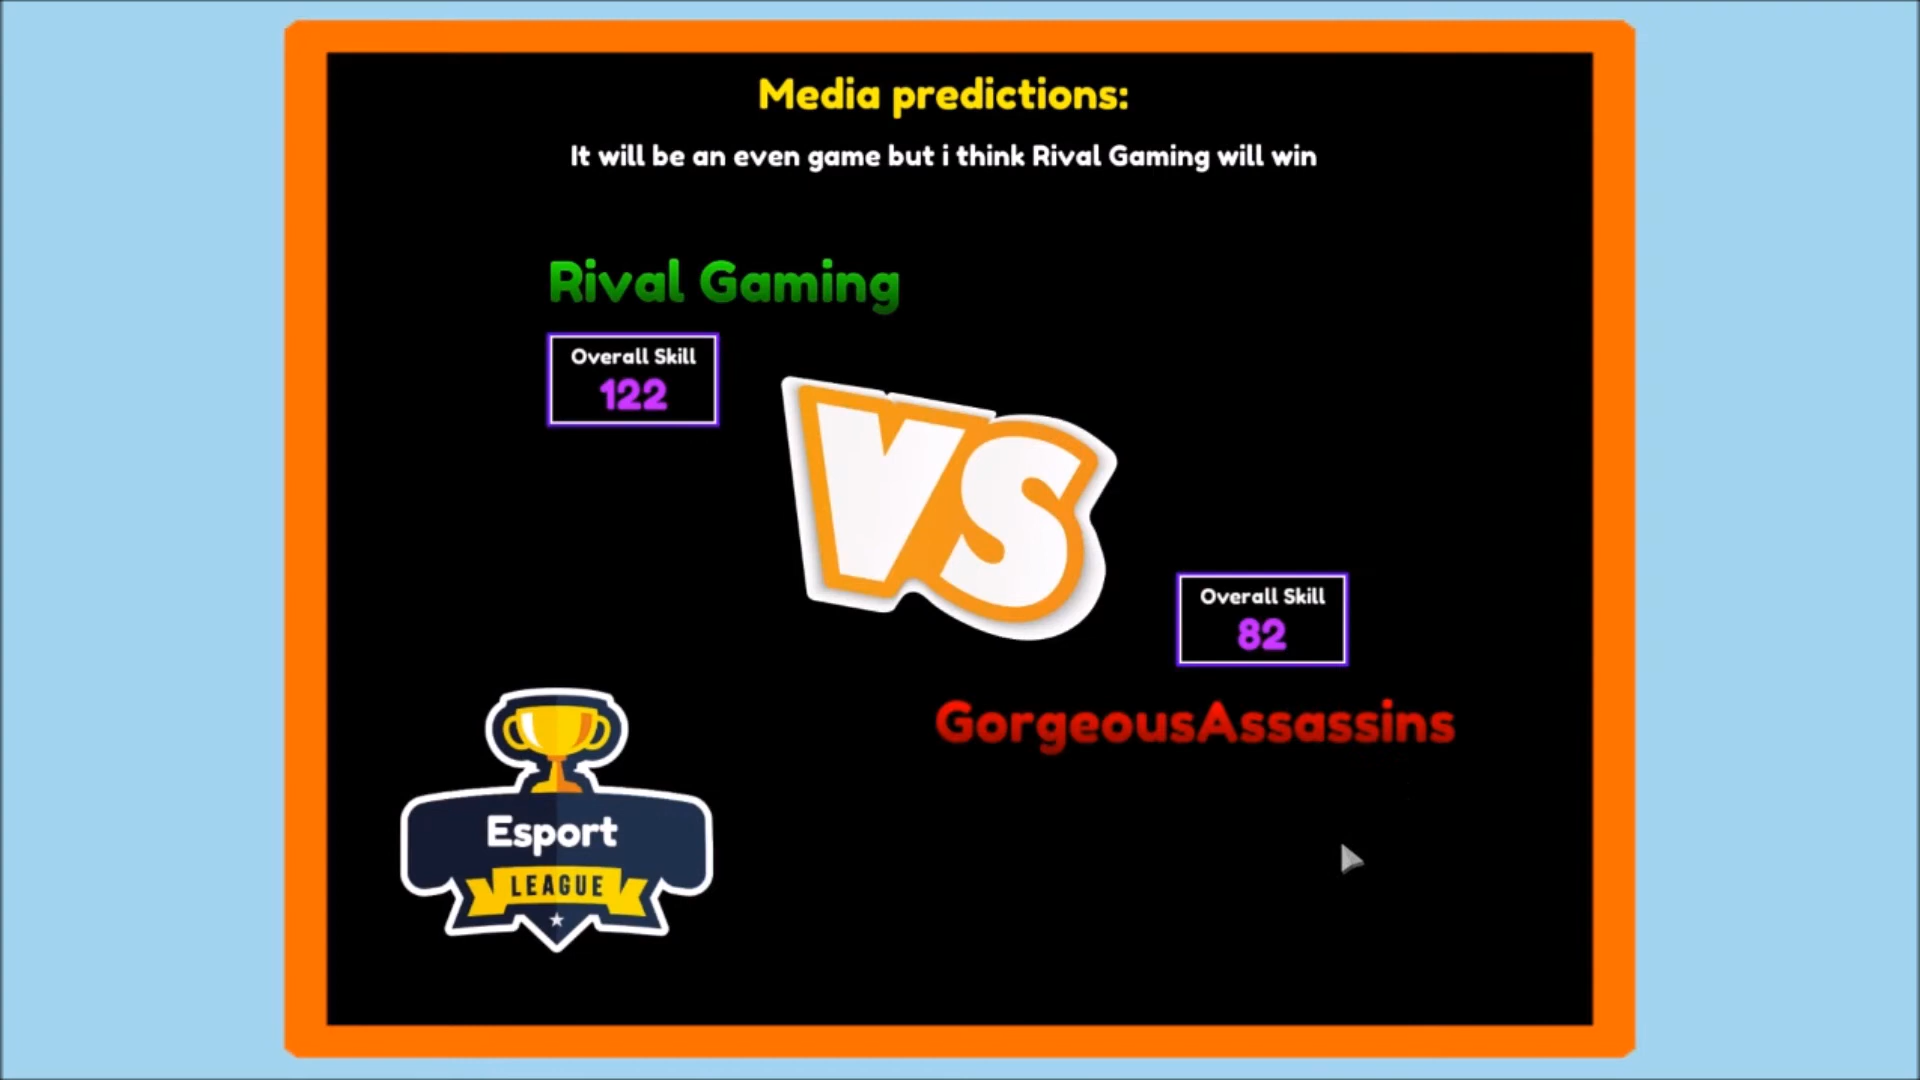 Media predictions:
It will be an even game but i think Rival Gaming will win
Rival Gaming
Overall Skill
122
VS
Overall Skill
82
GorgeousAssassins
Esport
LEAGUE